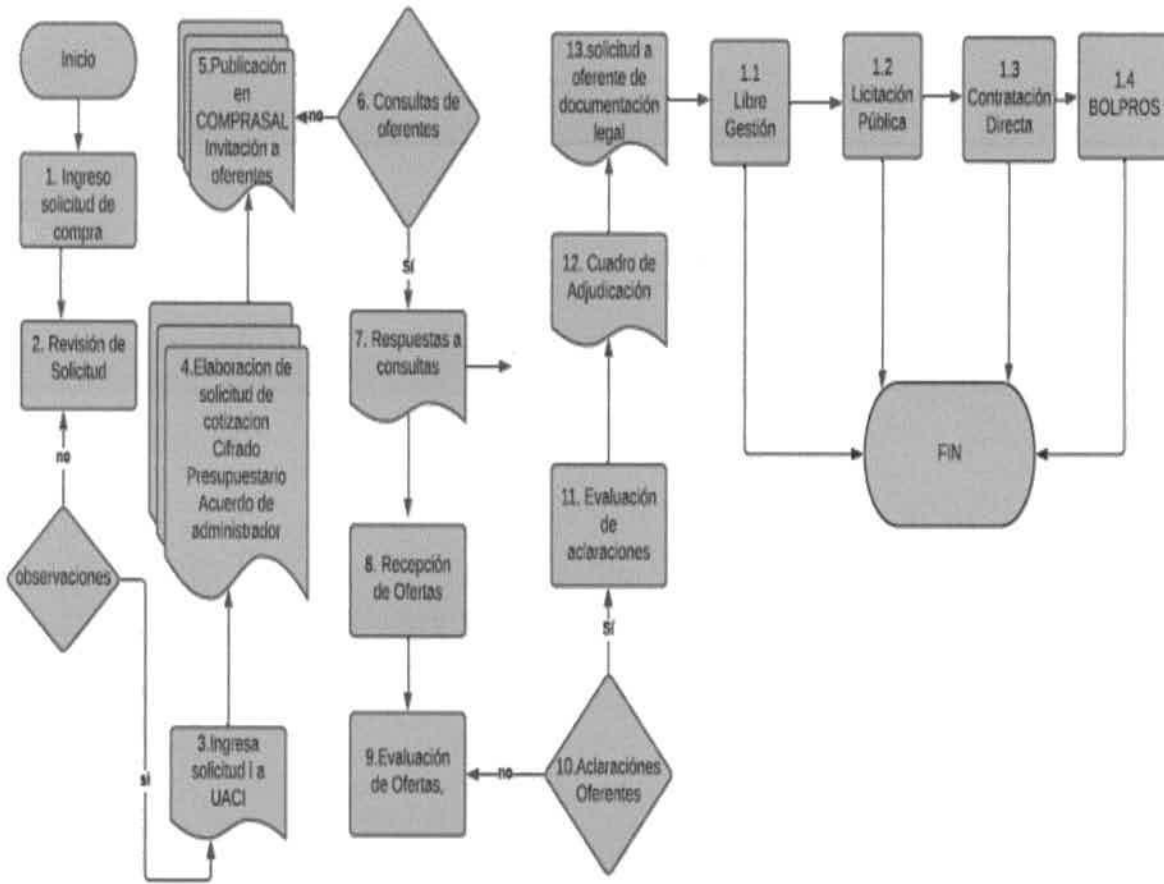 Inicio
1. Ingreso
solicitud de
compra
2. Revisión de
Solicitud
no
observaciones
sí
3.Ingresa
solicitud l a
UACI
4.Elaboracion de
solicitud de
cotizacion
Cifrado
Presupuestario
Acuerdo de
administrador
5.Publicación
en
COMPRASAL
Invitación a
oferentes
no
6. Consultas de
oferentes
Sí
7. Respuestas a
consultas
8. Recepción
de Ofertas
9.Evaluación
de Ofertas,
no
10.Aclaraciónes
Oferentes
Sí
11. Evaluación
de
aclaraciones
12. Cuadro de
Adjudicación
13.solicitud a
oferente de
documentación
legal
1.1
Libre
Gestión
1.2
Licitación
Pública
1.3
Contratación
Directa
1.4
BOLPROS
FIN